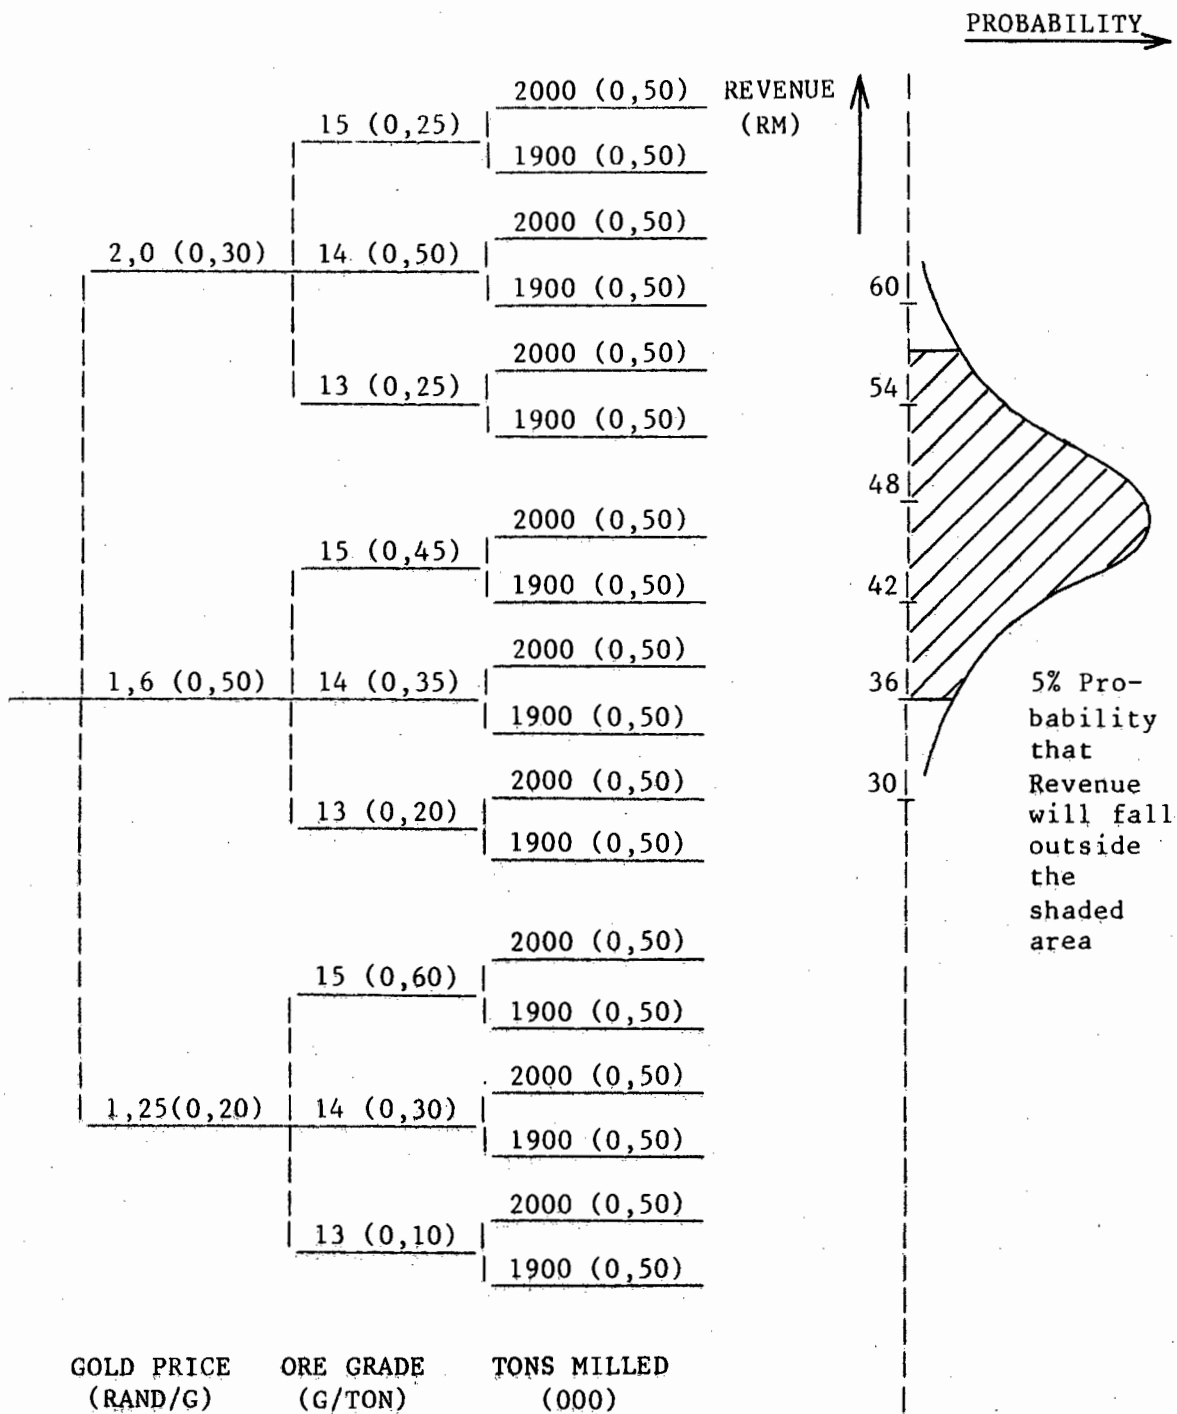 PROBABILITY
2000 (0,50) REVENUE
15 (0,25) (RM)
1900 (0,50)
2000 (0,50)
2,0 (0,30) 14 (0,50)
1900 (0,50) 60
2000 (0,50)
13 (0,25) 54
1900 (0,50)
48
2000 (0,50)
15 (0,45)
1900 (0,50) 42
2000 (0,50)
1,6 (0,50) 14 (0,35) 36 5% Pro-
1900 (0,50) bability
that
2000 (0,50) 30 Revenue
13 (0,20) will fall
1900 (0,50) outside
the
shaded
2000 (0,50) area
15 (0,60)
1900 (0,50)
2000 (0,50)
1,25(0,20) 14 (0,30)
1900 (0,50)
2000 (0,50)
13 (0,10)
1900 (0,50)
GOLD PRICE ORE GRADE TONS MILLED
(RAND/G) (G/TON) (000)